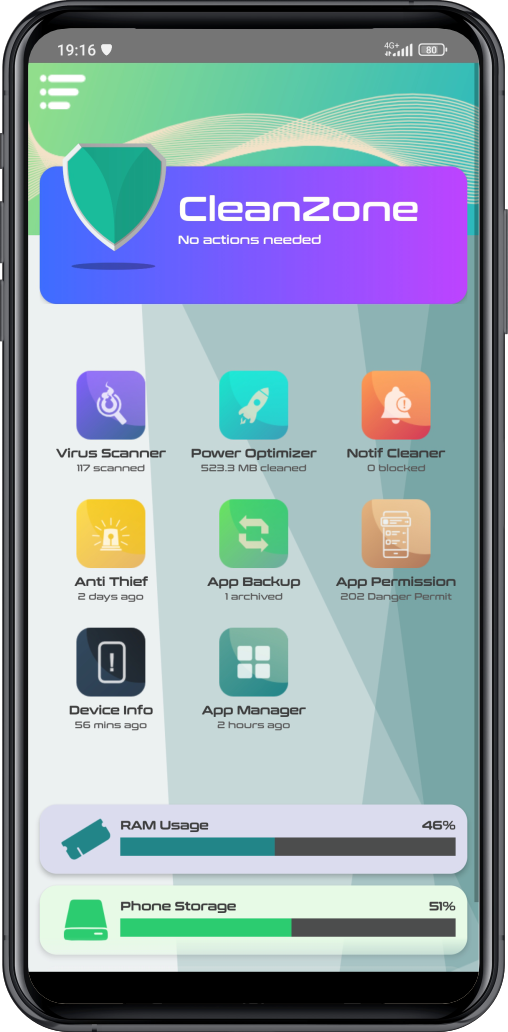 19:16
4G+
80
CleanZone
No actions needed
Virus Scanner
117 scanned
Power Optimizer
523.3 MB cleaned
Notif Cleaner
0 blocked
Anti Thief
2 days ago
App Backup
1 archived
App Permission
202 Danger Permit
Device Info
56 mins ago
App Manager
2 hours ago
RAM Usage
46%
Phone Storage
51%